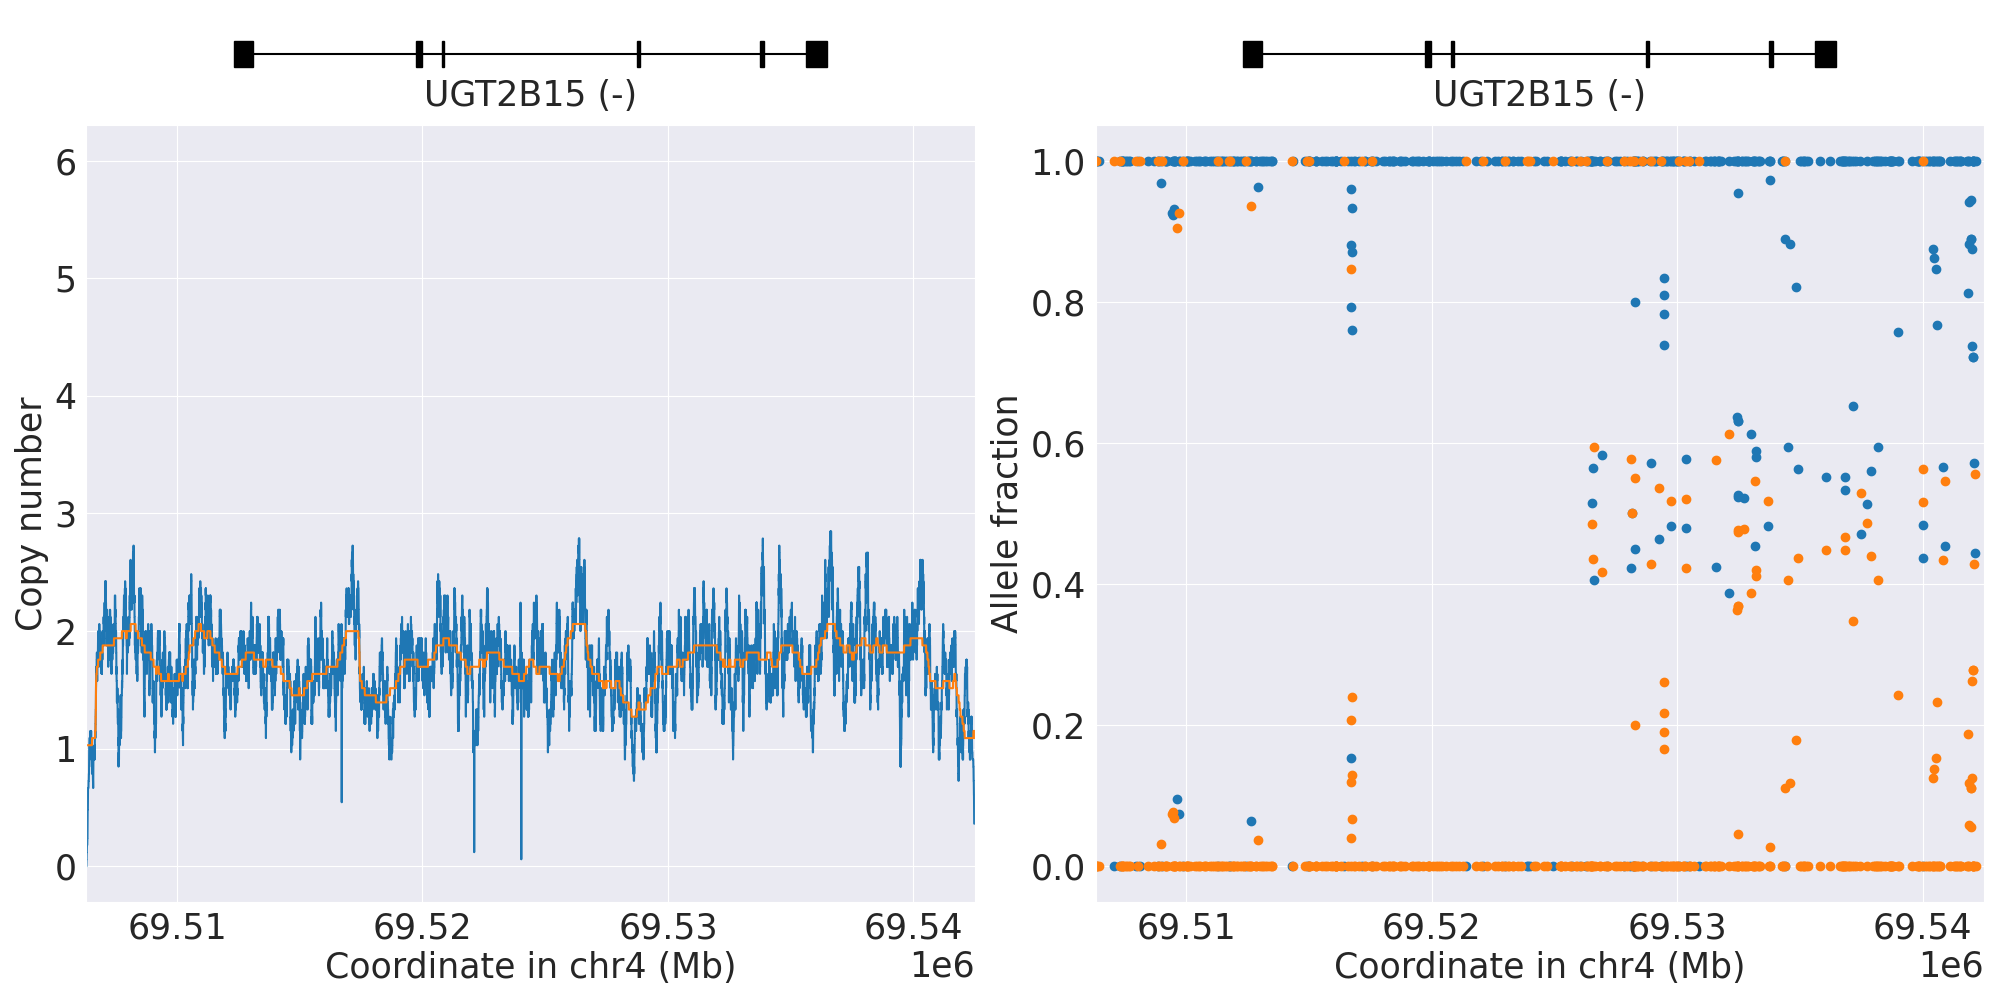 UGT2B15 (-)
Copy number
6
5
4
3
2
1
0
69.51 69.52 69.53 69.54
Coordinate in chr4 (Mb) 1e6
UGT2B15 (-)
Allele fraction
1.0
0.8
0.6
0.4
0.2
0.0
69.51 69.52 69.53 69.54
Coordinate in chr4 (Mb) 1e6